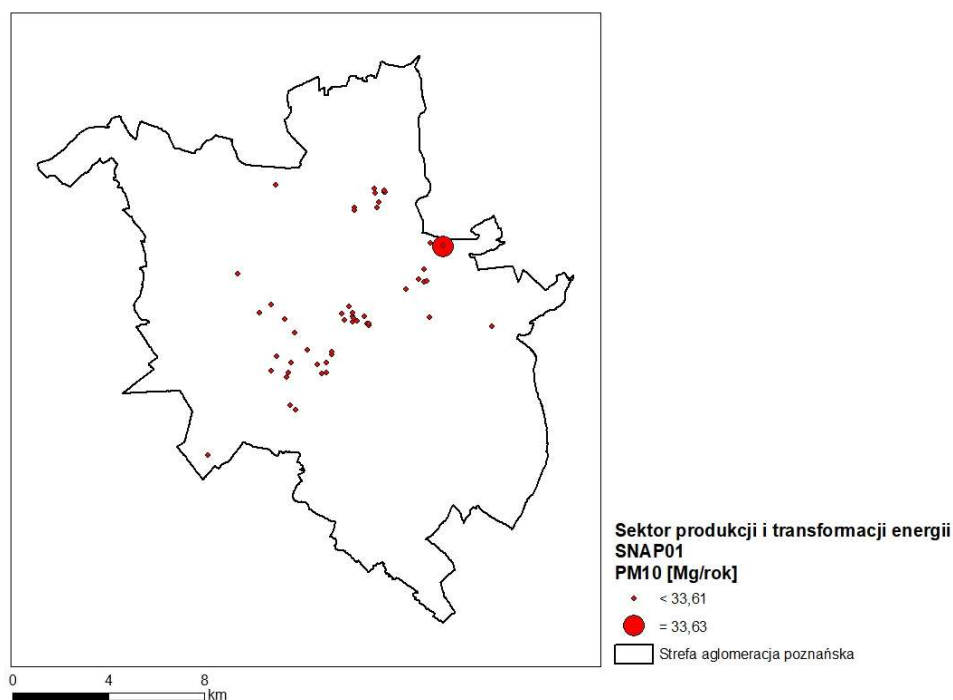 Sektor produkcji i transformacji energii
SNAP01
PM10 [Mg/rok]
< 33,61
= 33,63
Strefa aglomeracja poznańska
0 4 8
km